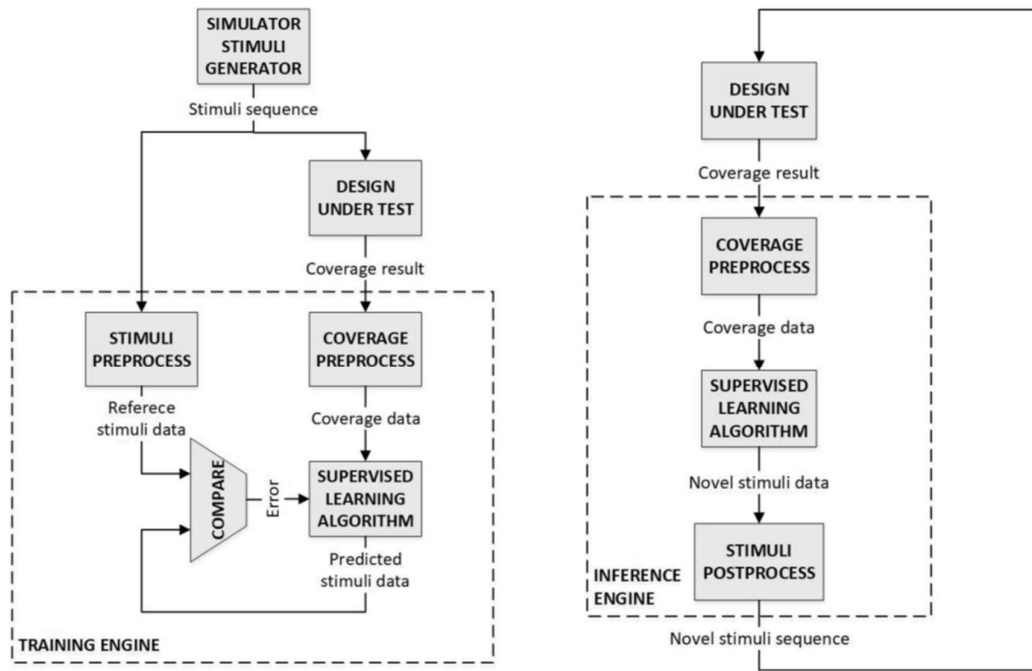 SIMULATOR
STIMULI
GENERATOR
Stimuli sequence
DESIGN
UNDER TEST
Coverage result
STIMULI
PREPROCESS
COVERAGE
PREPROCESS
Referece
stimuli data
Coverage data
COMPARE
Error
SUPERVISED
LEARNING
ALGORITHM
Predicted
stimuli data
TRAINING ENGINE
DESIGN
UNDER TEST
Coverage result
COVERAGE
PREPROCESS
Coverage data
SUPERVISED
LEARNING
ALGORITHM
Novel stimuli data
STIMULI
POSTPROCESS
INFERENCE
ENGINE
Novel stimuli sequence